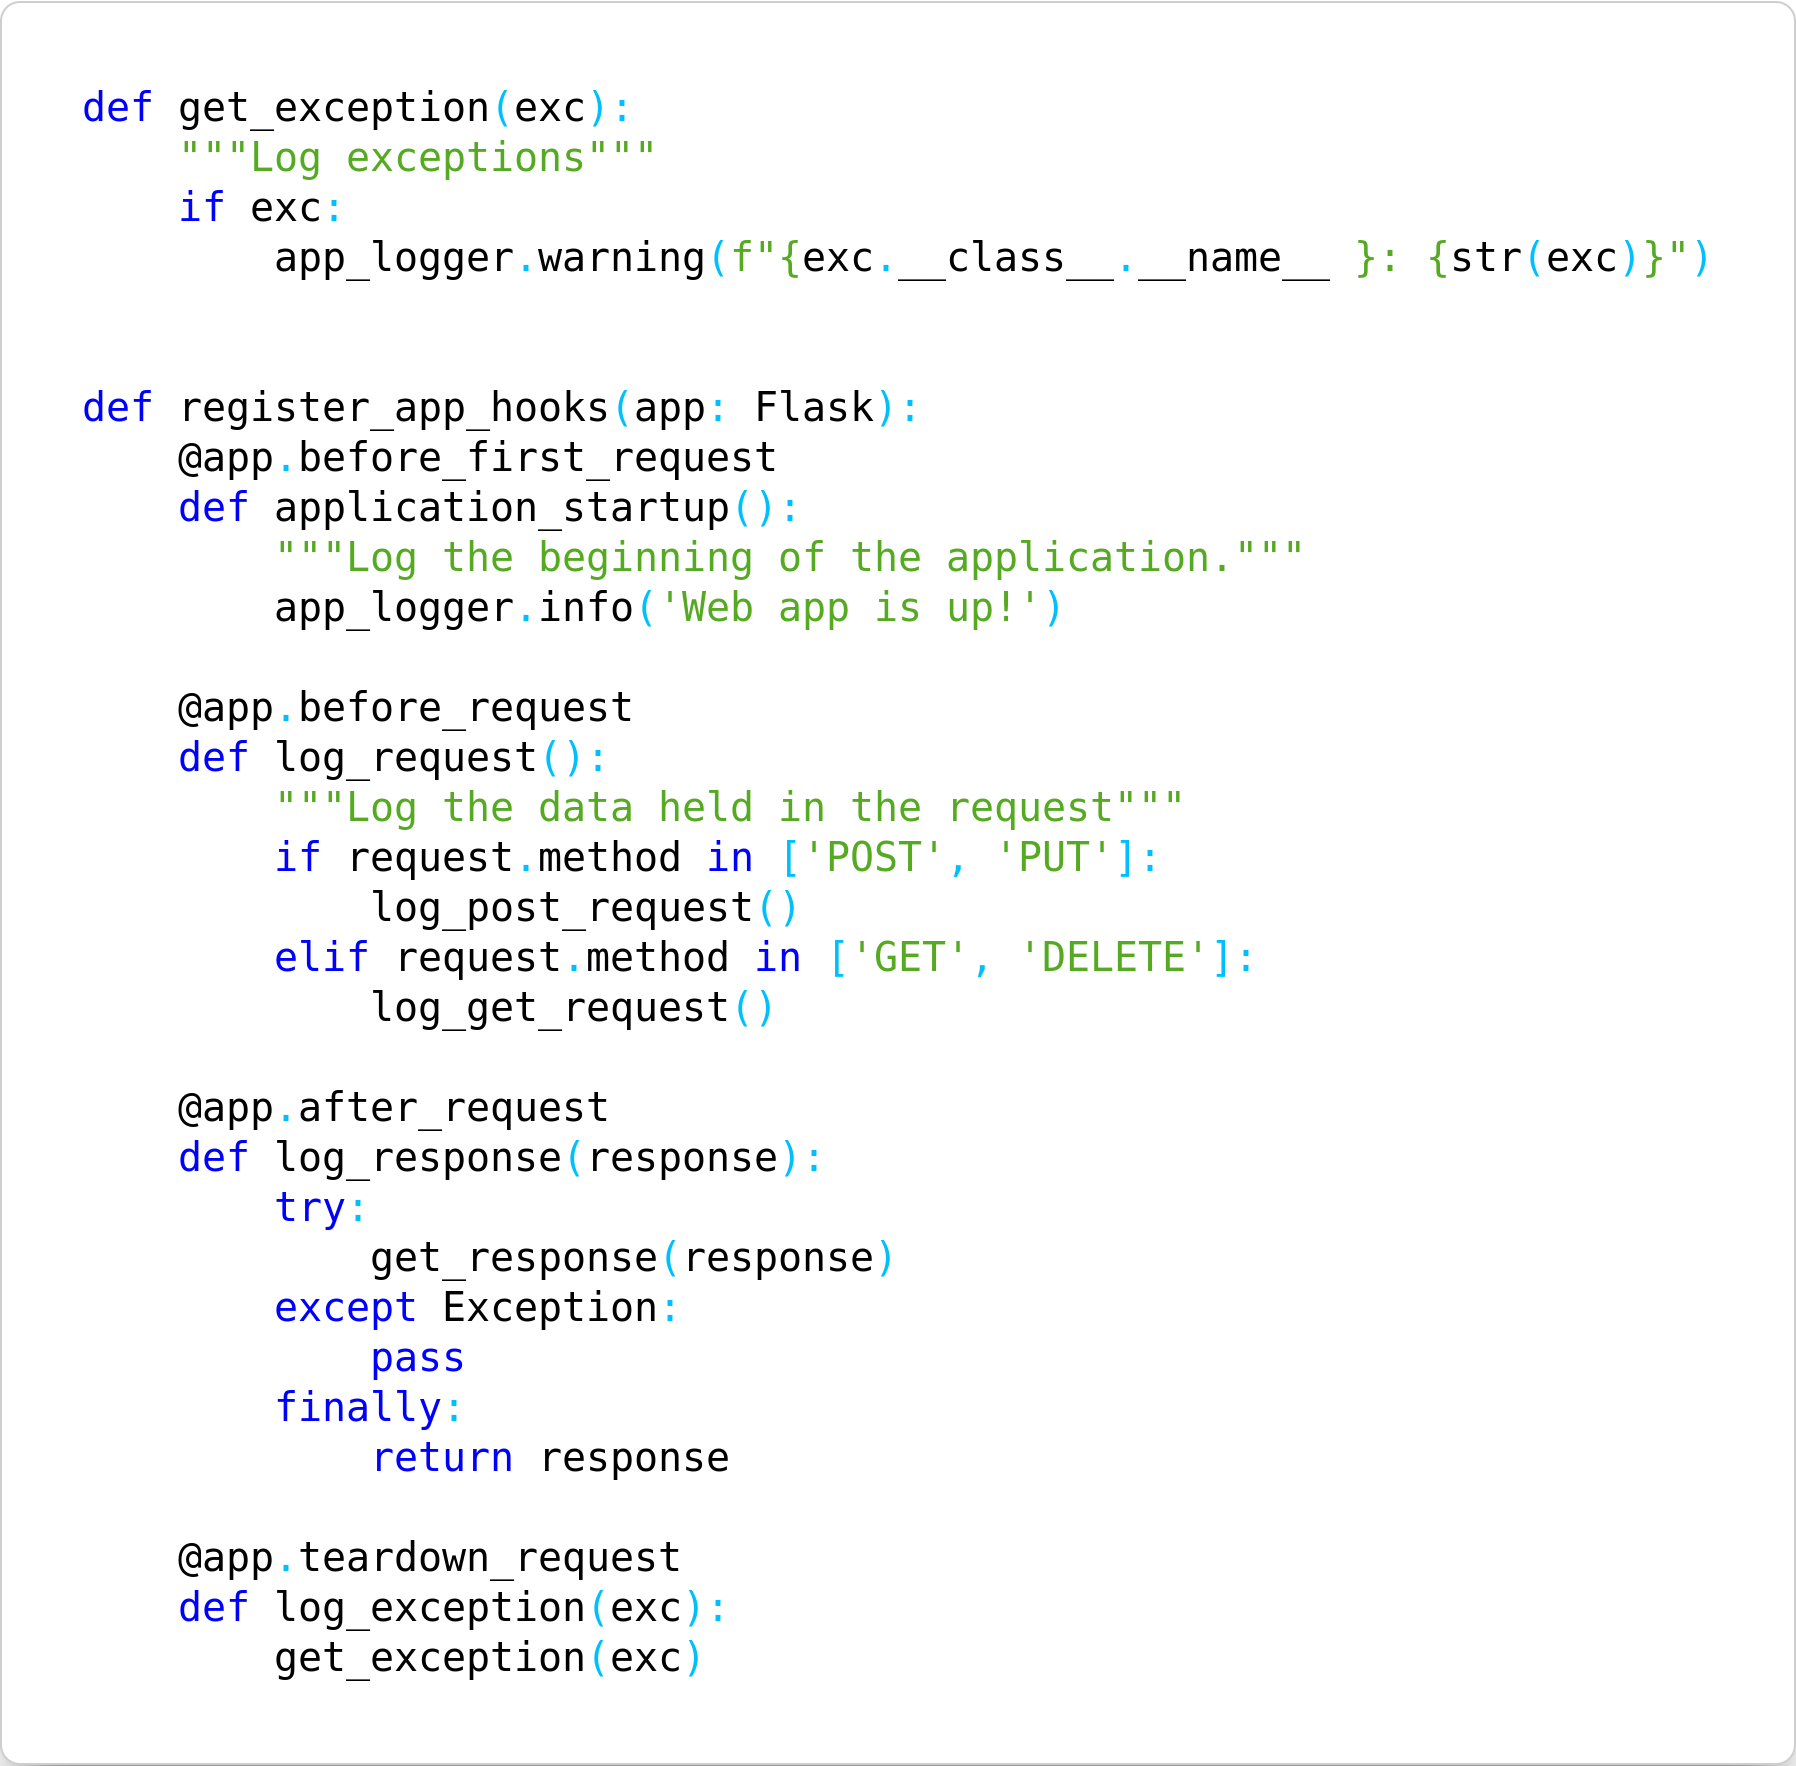 def get_exception(exc):
    """Log exceptions"""
    if exc:
        app_logger.warning(f"{exc.__class__.__name__ }: {str(exc)}")


def register_app_hooks(app: Flask):
    @app.before_first_request
    def application_startup():
        """Log the beginning of the application."""
        app_logger.info('Web app is up!')

    @app.before_request
    def log_request():
        """Log the data held in the request"""
        if request.method in ['POST', 'PUT']:
            log_post_request()
        elif request.method in ['GET', 'DELETE']:
            log_get_request()

    @app.after_request
    def log_response(response):
        try:
            get_response(response)
        except Exception:
            pass
        finally:
            return response

    @app.teardown_request
    def log_exception(exc):
        get_exception(exc)